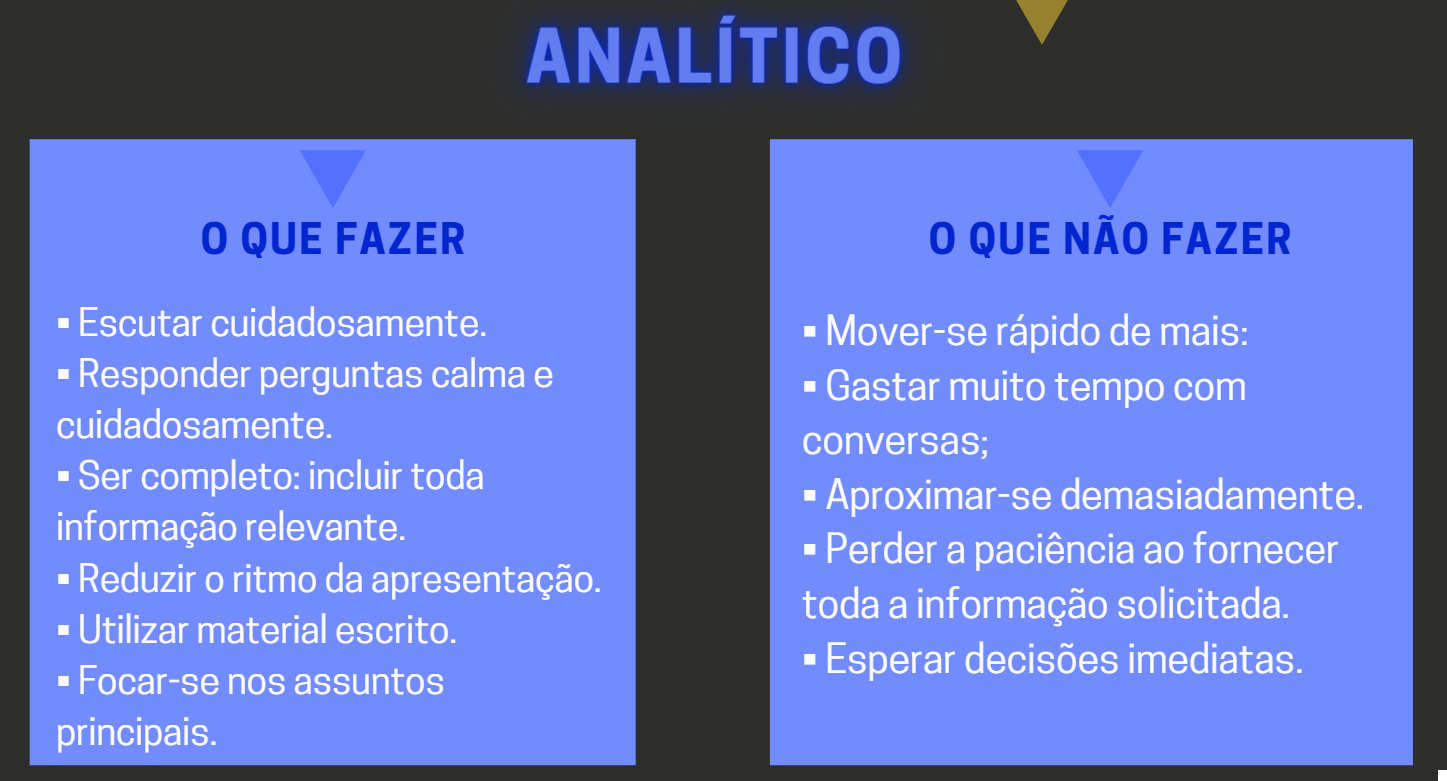 ANALÍTICO
O QUE FAZER
▪ Escutar cuidadosamente.
▪ Responder perguntas calma e
cuidadosamente.
▪ Ser completo: incluir toda
informação relevante.
▪ Reduzir o ritmo da apresentação.
▪ Utilizar material escrito.
▪ Focar-se nos assuntos
principais.
O QUE NÃO FAZER
▪ Mover-se rápido de mais:
▪ Gastar muito tempo com
conversas;
▪ Aproximar-se demasiadamente.
▪ Perder a paciência ao fornecer
toda a informação solicitada.
▪ Esperar decisões imediatas.